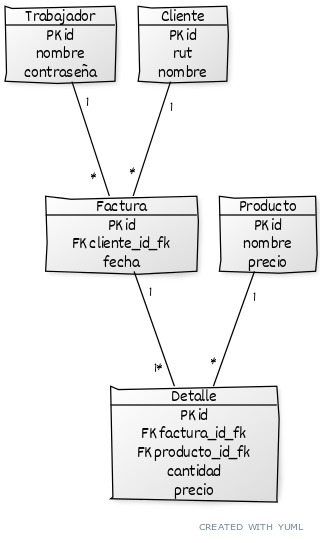 Trabajador
PK id
nombre
contraseña
Cliente
PK id
rut
nombre
1
1
*
*
Factura
PK id
FK cliente_id_fk
fecha
Producto
PK id
nombre
precio
1
1
1*
*
Detalle
PK id
FK factura_id_fk
FK producto_id_fk
cantidad
precio
CREATED WITH YUML